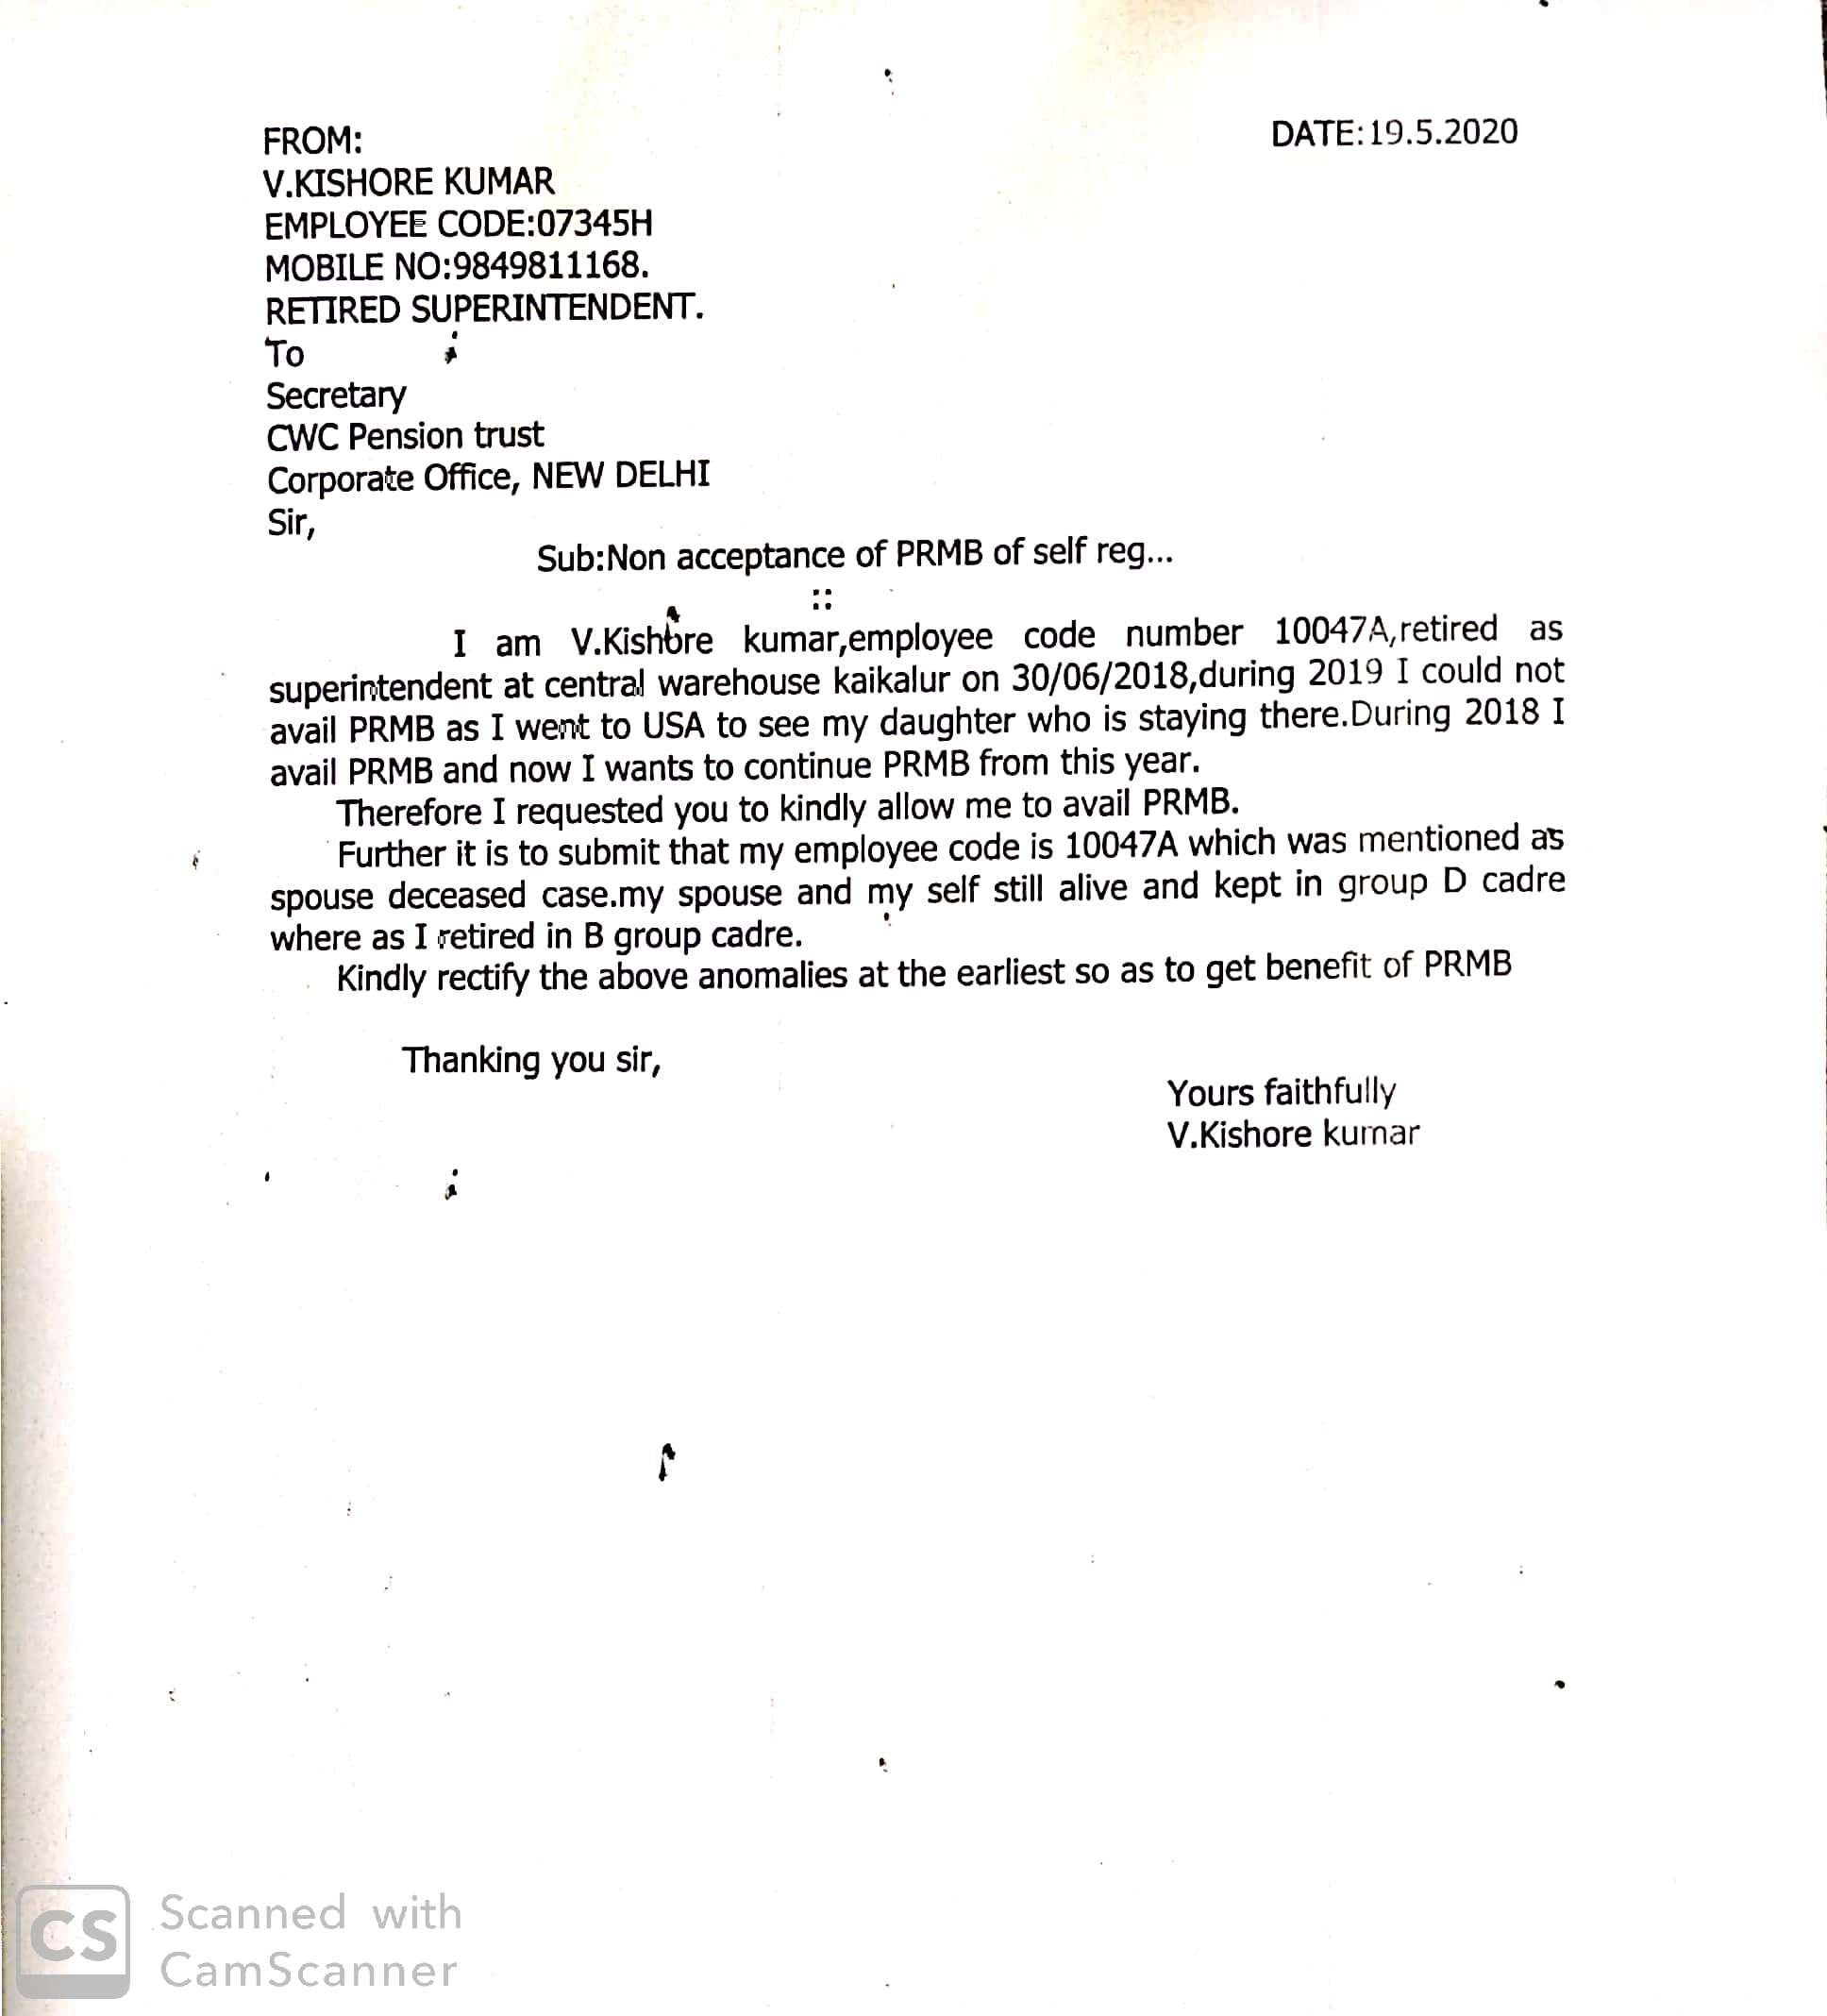 FROM:
DATE:19.5.2020
V.KISHORE KUMAR
EMPLOYEE CODE:07345H
MOBILE NO:9849811168.
RETIRED SUPERINTENDENT.
To
Secretary
CWC Pension trust
Corporate Office, NEW DELHI
Sir,
Sub:Non acceptance of PRMB of self reg...
::
I am V.Kishore kumar,employee code number 10047A,retired as
superintendent at central warehouse kaikalur on 30/06/2018,during 2019 I could not
avail PRMB as I went to USA to see my daughter who is staying there.During 2018 I
avail PRMB and now I wants to continue PRMB from this year.
Therefore I requested you to kindly allow me to avail PRMB.
Further it is to submit that my employee code is 10047A which was mentioned as
spouse deceased case.my spouse and my self still alive and kept in group D cadre
where as I retired in B group cadre.
Kindly rectify the above anomalies at the earliest so as to get benefit of PRMB
Thanking you sir,
Yours faithfully
V.Kishore kumar
CS Scanned with
CamScanner